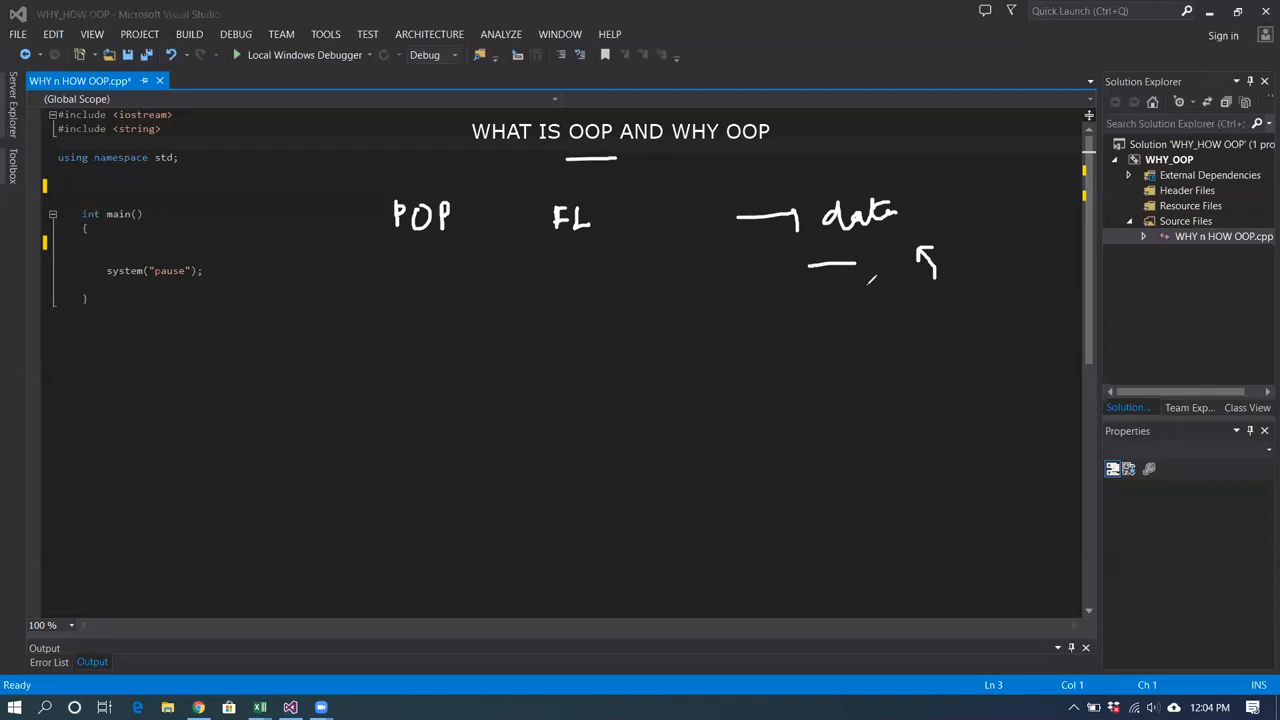 WHY_HOW OOP - Microsoft Visual Studio
Quick Launch (Ctrl+Q)
FILE EDIT VIEW PROJECT BUILD DEBUG TEAM TOOLS TEST ARCHITECTURE ANALYZE WINDOW HELP
Sign in
Local Windows Debugger
Debug
Server Explorer
Toolbox
WHY n HOW OOP.cpp*
(Global Scope)
#include <iostream>
#include <string>
using namespace std;
int main()
{
system("pause");
}
WHAT IS OOP AND WHY OOP
POP FL data
Solution Explorer
Search Solution Explorer (Ctrl+;)
Solution 'WHY_HOW OOP' (1 pro
WHY_OOP
External Dependencies
Header Files
Resource Files
Source Files
WHY n HOW OOP.cpp
Solution... Team Exp... Class View
Properties
100 %
Output
Error List Output
Ready
Ln 3 Col 1 Ch 1 INS
12:04 PM